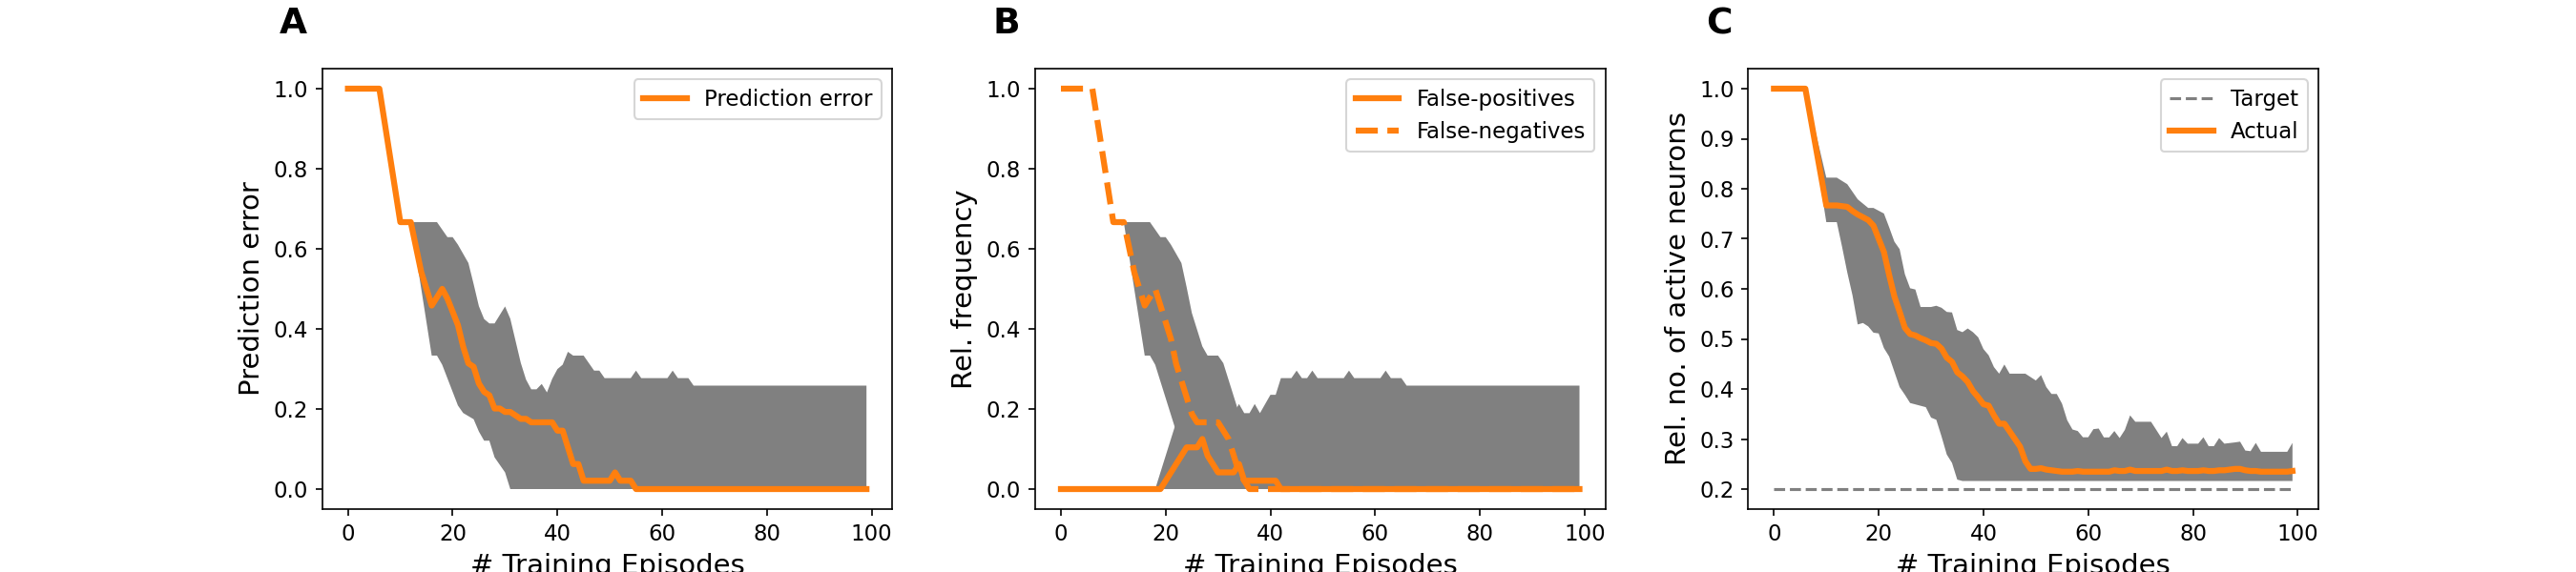 A
Prediction error
1.0
0.8
0.6
0.4
0.2
0.0
Prediction error
0
20
40
60
80
100
# Training Episodes
B
Rel. frequency
1.0
0.8
0.6
0.4
0.2
0.0
False-positives
False-negatives
0
20
40
60
80
100
# Training Episodes
C
Rel. no. of active neurons
1.0
0.9
0.8
0.7
0.6
0.5
0.4
0.3
0.2
Target
Actual
0
20
40
60
80
100
# Training Episodes